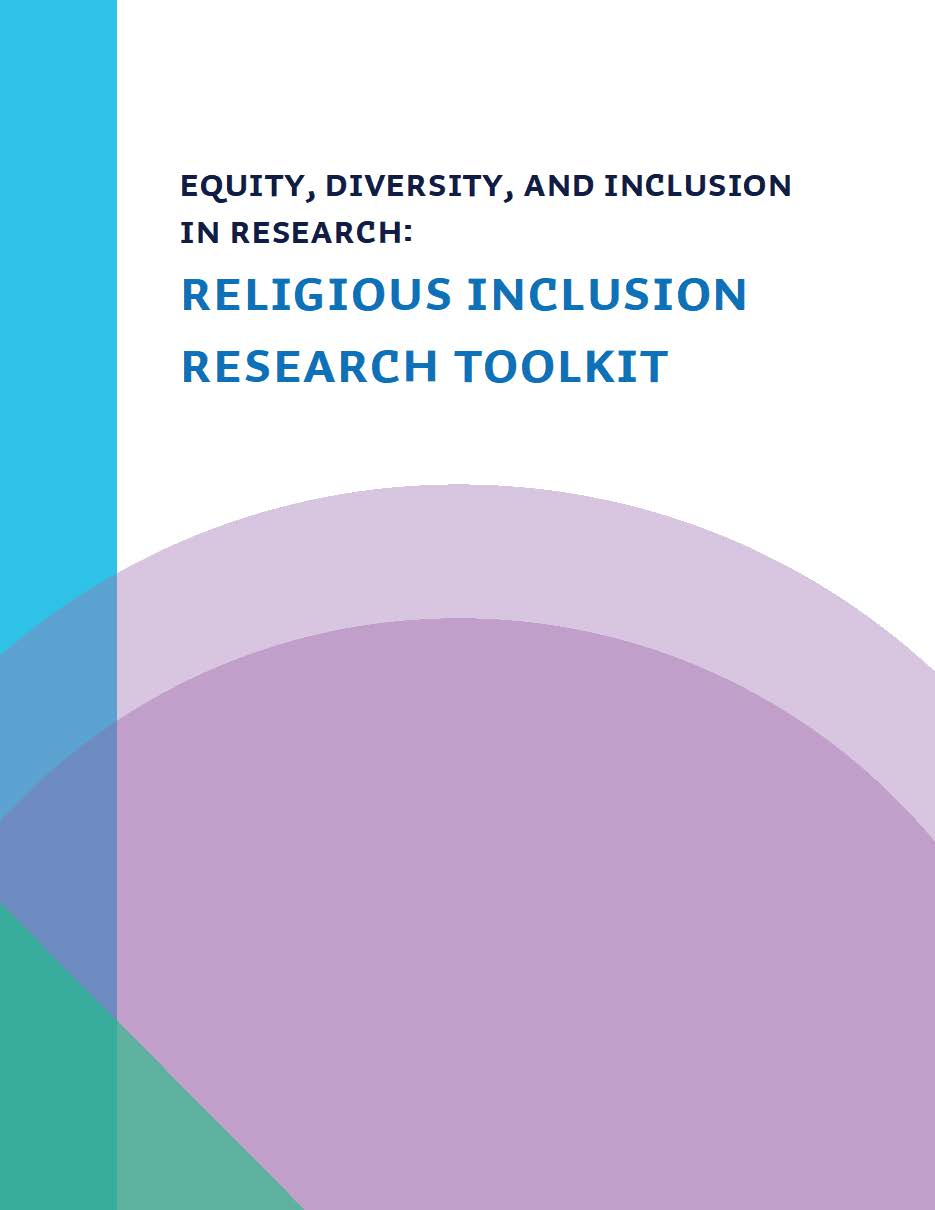 EQUITY, DIVERSITY, AND INCLUSION
IN RESEARCH:
RELIGIOUS INCLUSION
RESEARCH TOOLKIT